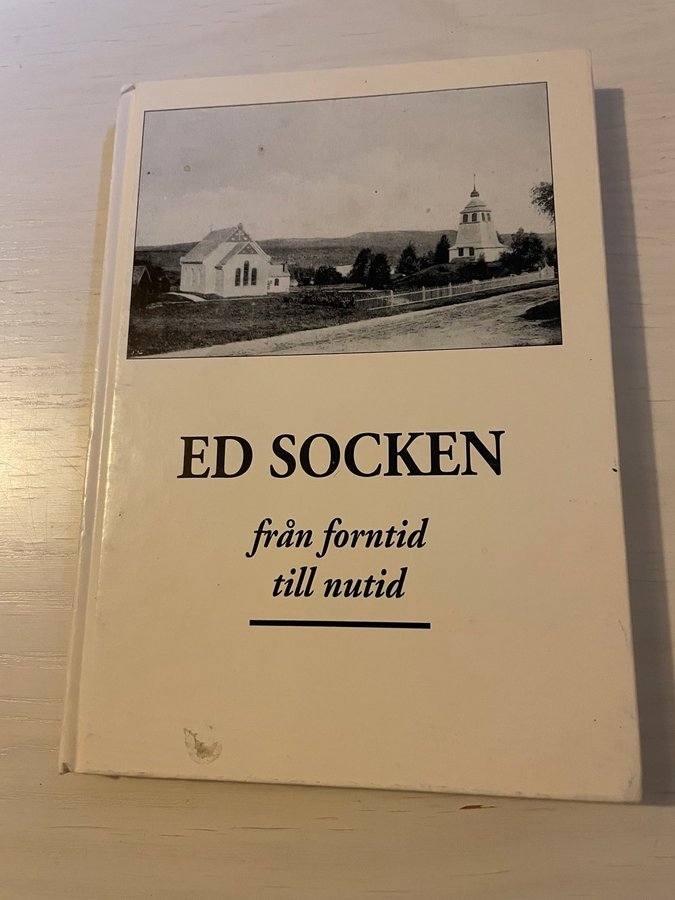 ED SOCKEN
från forntid
till nutid